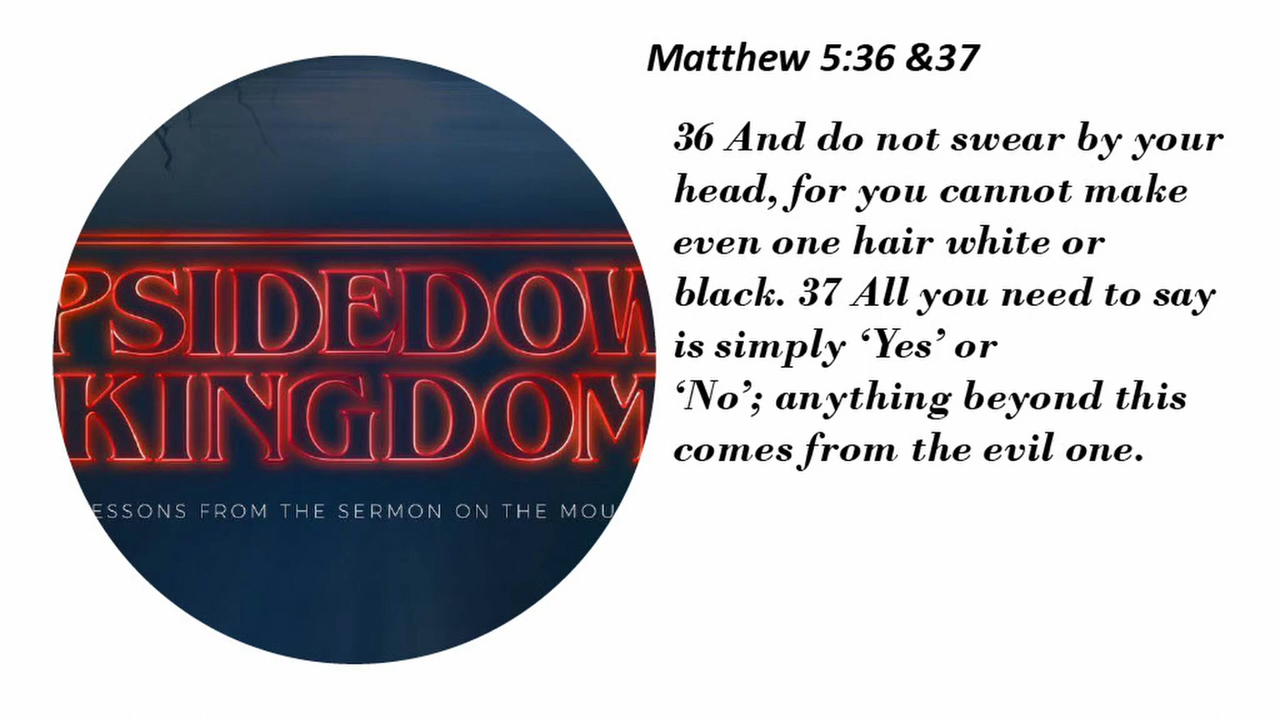 Matthew 5:36 &37
36 And do not swear by your
head, for you cannot make
even one hair white or
black. 37 All you need to say
is simply ‘Yes’ or
‘No’; anything beyond this
comes from the evil one.
PSIDEDOW
KINGDOM
ESSONS FROM THE SERMON ON THE MOU